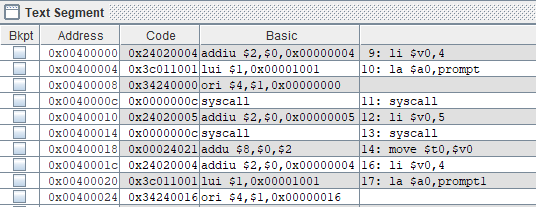 Text Segment
Bkpt Address Code Basic
0x00400000 0x24020004 addiu $2,$0,0x00000004 9: li $v0,4
0x00400004 0x3c011001 lui $1,0x00001001 10: la $a0,prompt
0x00400008 0x34240000 ori $4,$1,0x00000000
0x0040000c 0x0000000c syscall 11: syscall
0x00400010 0x24020005 addiu $2,$0,0x00000005 12: li $v0,5
0x00400014 0x0000000c syscall 13: syscall
0x00400018 0x00024021 addu $8,$0,$2 14: move $t0,$v0
0x0040001c 0x24020004 addiu $2,$0,0x00000004 16: li $v0,4
0x00400020 0x3c011001 lui $1,0x00001001 17: la $a0,prompt1
0x00400024 0x34240016 ori $4,$1,0x00000016